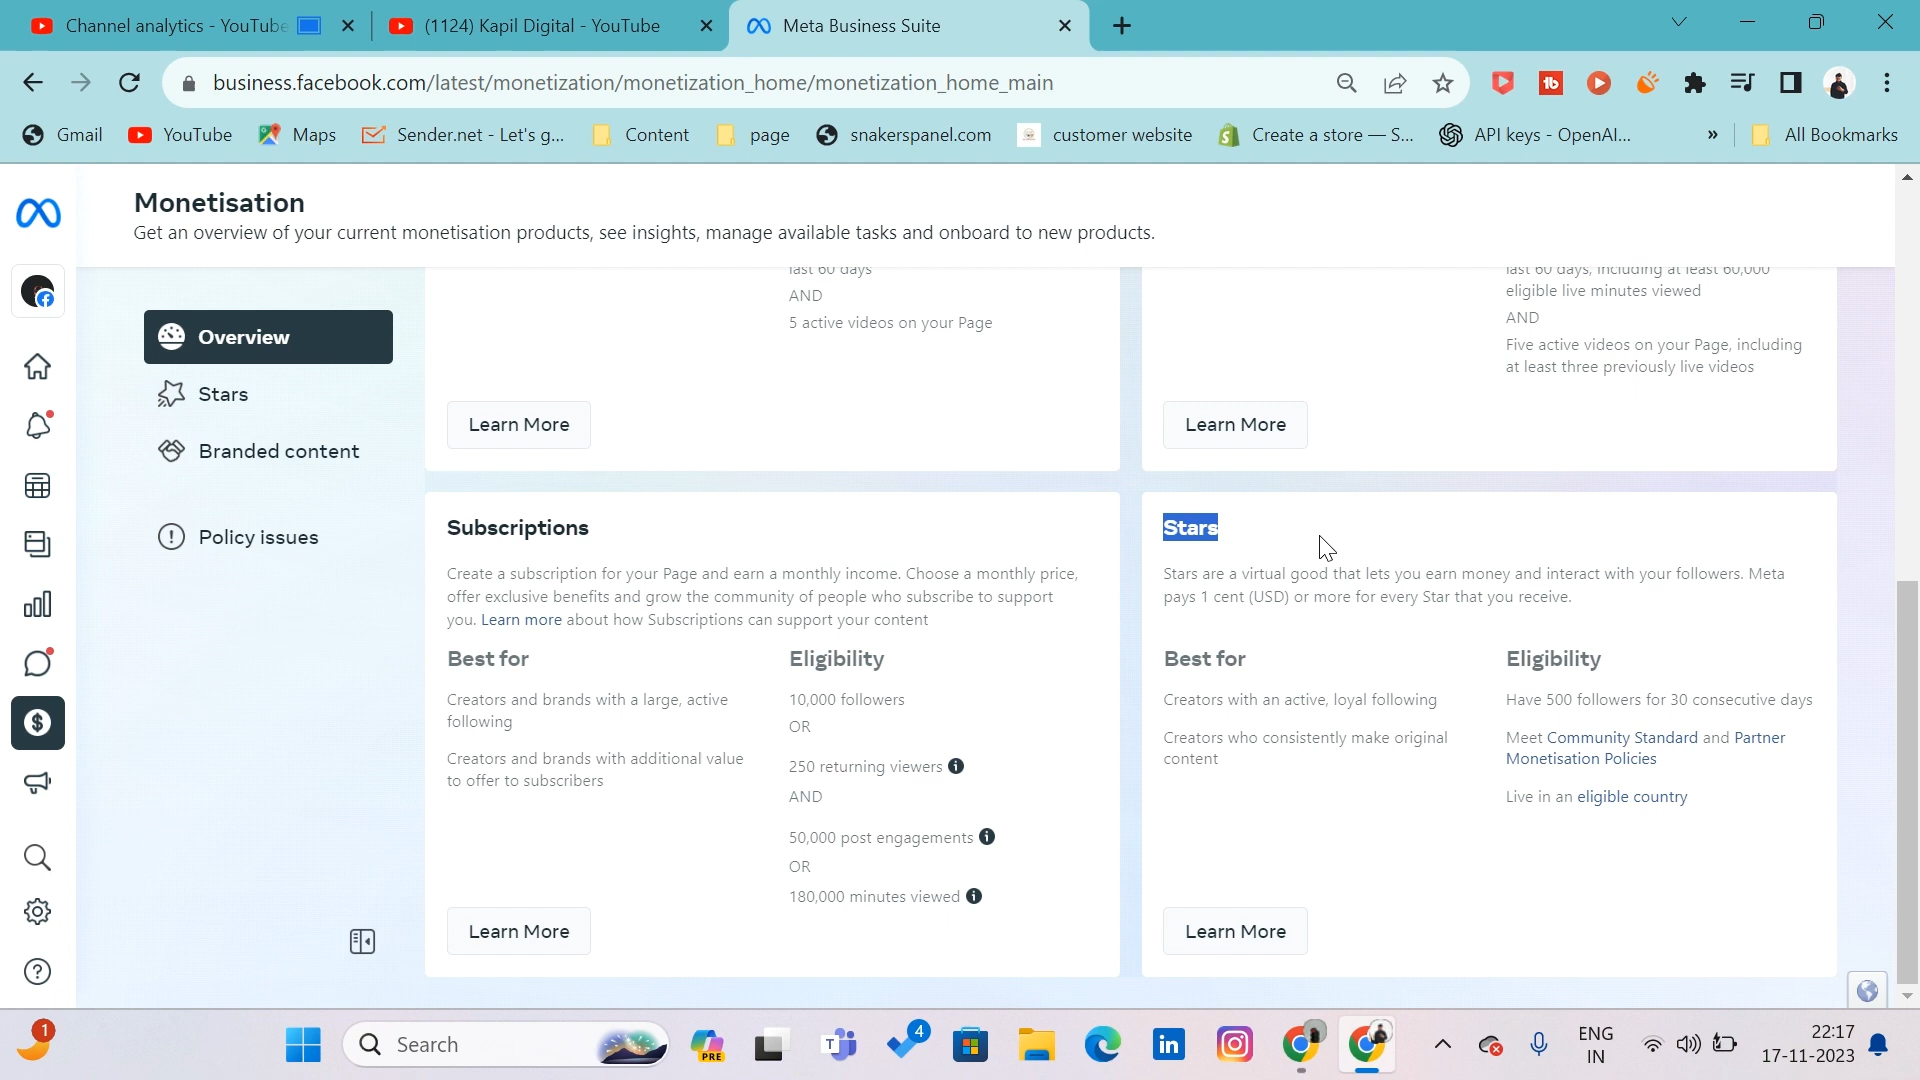 Channel analytics - YouTube
(1124) Kapil Digital - YouTube
Meta Business Suite
business.facebook.com/latest/monetization/monetization_home/monetization_home_main
Gmail
YouTube
Maps
Sender.net - Let's g...
Content
page
snakerspanel.com
customer website
Create a store — S...
API keys - OpenAI...
»
All Bookmarks
Monetisation
Get an overview of your current monetisation products, see insights, manage available tasks and onboard to new products.
Overview
Stars
Branded content
Policy issues
last 60 days
AND
5 active videos on your Page
Learn More
last 60 days, including at least 60,000
eligible live minutes viewed
AND
Five active videos on your Page, including
at least three previously live videos
Learn More
Subscriptions
Create a subscription for your Page and earn a monthly income. Choose a monthly price,
offer exclusive benefits and grow the community of people who subscribe to support
you. Learn more about how Subscriptions can support your content
Best for
Creators and brands with a large, active
following
Creators and brands with additional value
to offer to subscribers
Eligibility
10,000 followers
OR
250 returning viewers
AND
50,000 post engagements
OR
180,000 minutes viewed
Learn More
Stars
Stars are a virtual good that lets you earn money and interact with your followers. Meta
pays 1 cent (USD) or more for every Star that you receive.
Best for
Creators with an active, loyal following
Creators who consistently make original
content
Eligibility
Have 500 followers for 30 consecutive days
Meet Community Standard and Partner
Monetisation Policies
Live in an eligible country
Learn More
1
Search
PRE
4
ENG
IN
22:17
17-11-2023